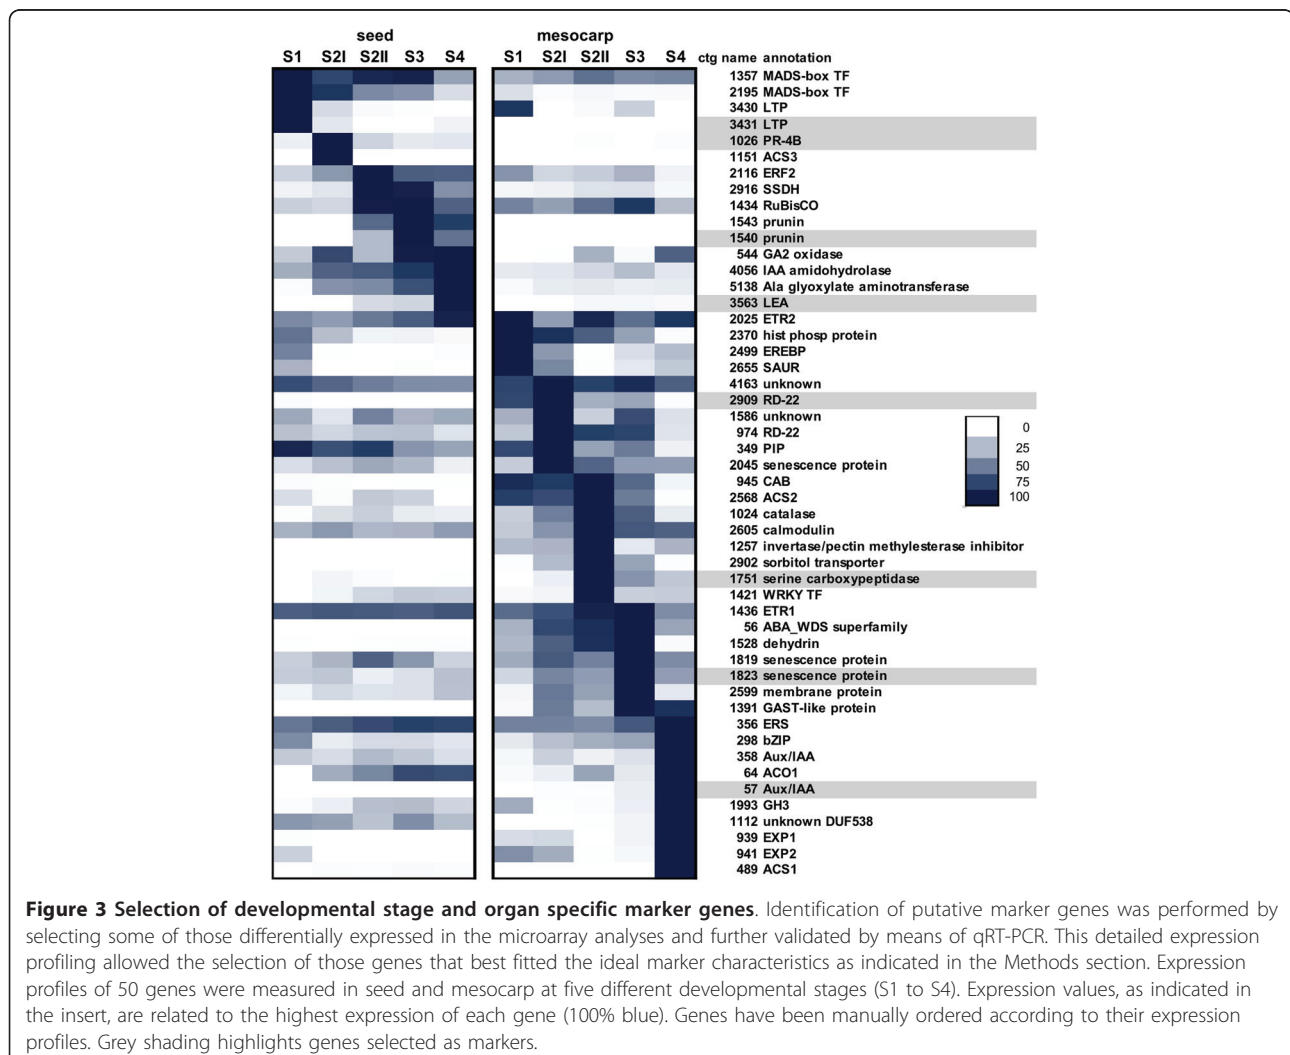 seed mesocarp
S1 S2I S2II S3 S4 S1 S2I S2II S3 S4 ctg name annotation
1357 MADS-box TF
2195 MADS-box TF
3430 LTP
3431 LTP
1026 PR-4B
1151 ACS3
2116 ERF2
2916 SSDH
1434 RuBisCO
1543 prunin
1540 prunin
544 GA2 oxidase
4056 IAA amidohydrolase
5138 Ala glyoxylate aminotransferase
3563 LEA
2025 ETR2
2370 hist phosp protein
2499 EREBP
2655 SAUR
4163 unknown
2909 RD-22
1586 unknown
974 RD-22
349 PIP
2045 senescence protein
945 CAB
2568 ACS2
1024 catalase
2605 calmodulin
1257 invertase/pectin methylesterase inhibitor
2902 sorbitol transporter
1751 serine carboxypeptidase
1421 WRKY TF
1436 ETR1
56 ABA_WDS superfamily
1528 dehydrin
1819 senescence protein
1823 senescence protein
2599 membrane protein
1391 GAST-like protein
356 ERS
298 bZIP
358 Aux/IAA
64 ACO1
57 Aux/IAA
1993 GH3
1112 unknown DUF538
939 EXP1
941 EXP2
489 ACS1
0
25
50
75
100
Figure 3 Selection of developmental stage and organ specific marker genes. Identification of putative marker genes was performed by
selecting some of those differentially expressed in the microarray analyses and further validated by means of qRT-PCR. This detailed expression
profiling allowed the selection of those genes that best fitted the ideal marker characteristics as indicated in the Methods section. Expression
profiles of 50 genes were measured in seed and mesocarp at five different developmental stages (S1 to S4). Expression values, as indicated in
the insert, are related to the highest expression of each gene (100% blue). Genes have been manually ordered according to their expression
profiles. Grey shading highlights genes selected as markers.